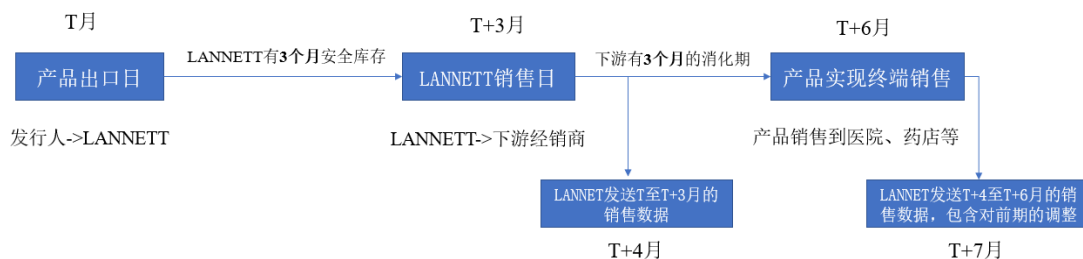 T月
T+3月
T+6月
产品出口日
LANNETT有3个月安全库存
LANNETT销售日
下游有3个月的消化期
产品实现终端销售
发行人->LANNETT
LANNETT->下游经销商
产品销售到医院、药店等
LANNET发送T至T+3月的
销售数据
LANNET发送T+4至T+6月的销
售数据，包含对前期的调整
T+4月
T+7月